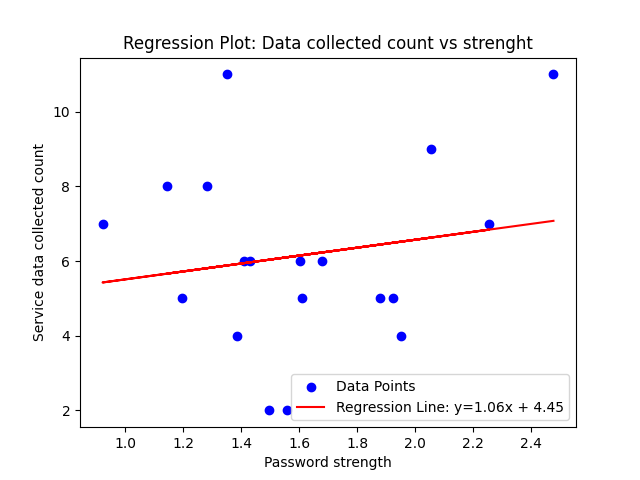 Regression Plot: Data collected count vs strenght
Service data collected count
10
8
6
4
2
Data Points
Regression Line: y=1.06x + 4.45
1.0 1.2 1.4 1.6 1.8 2.0 2.2 2.4
Password strength